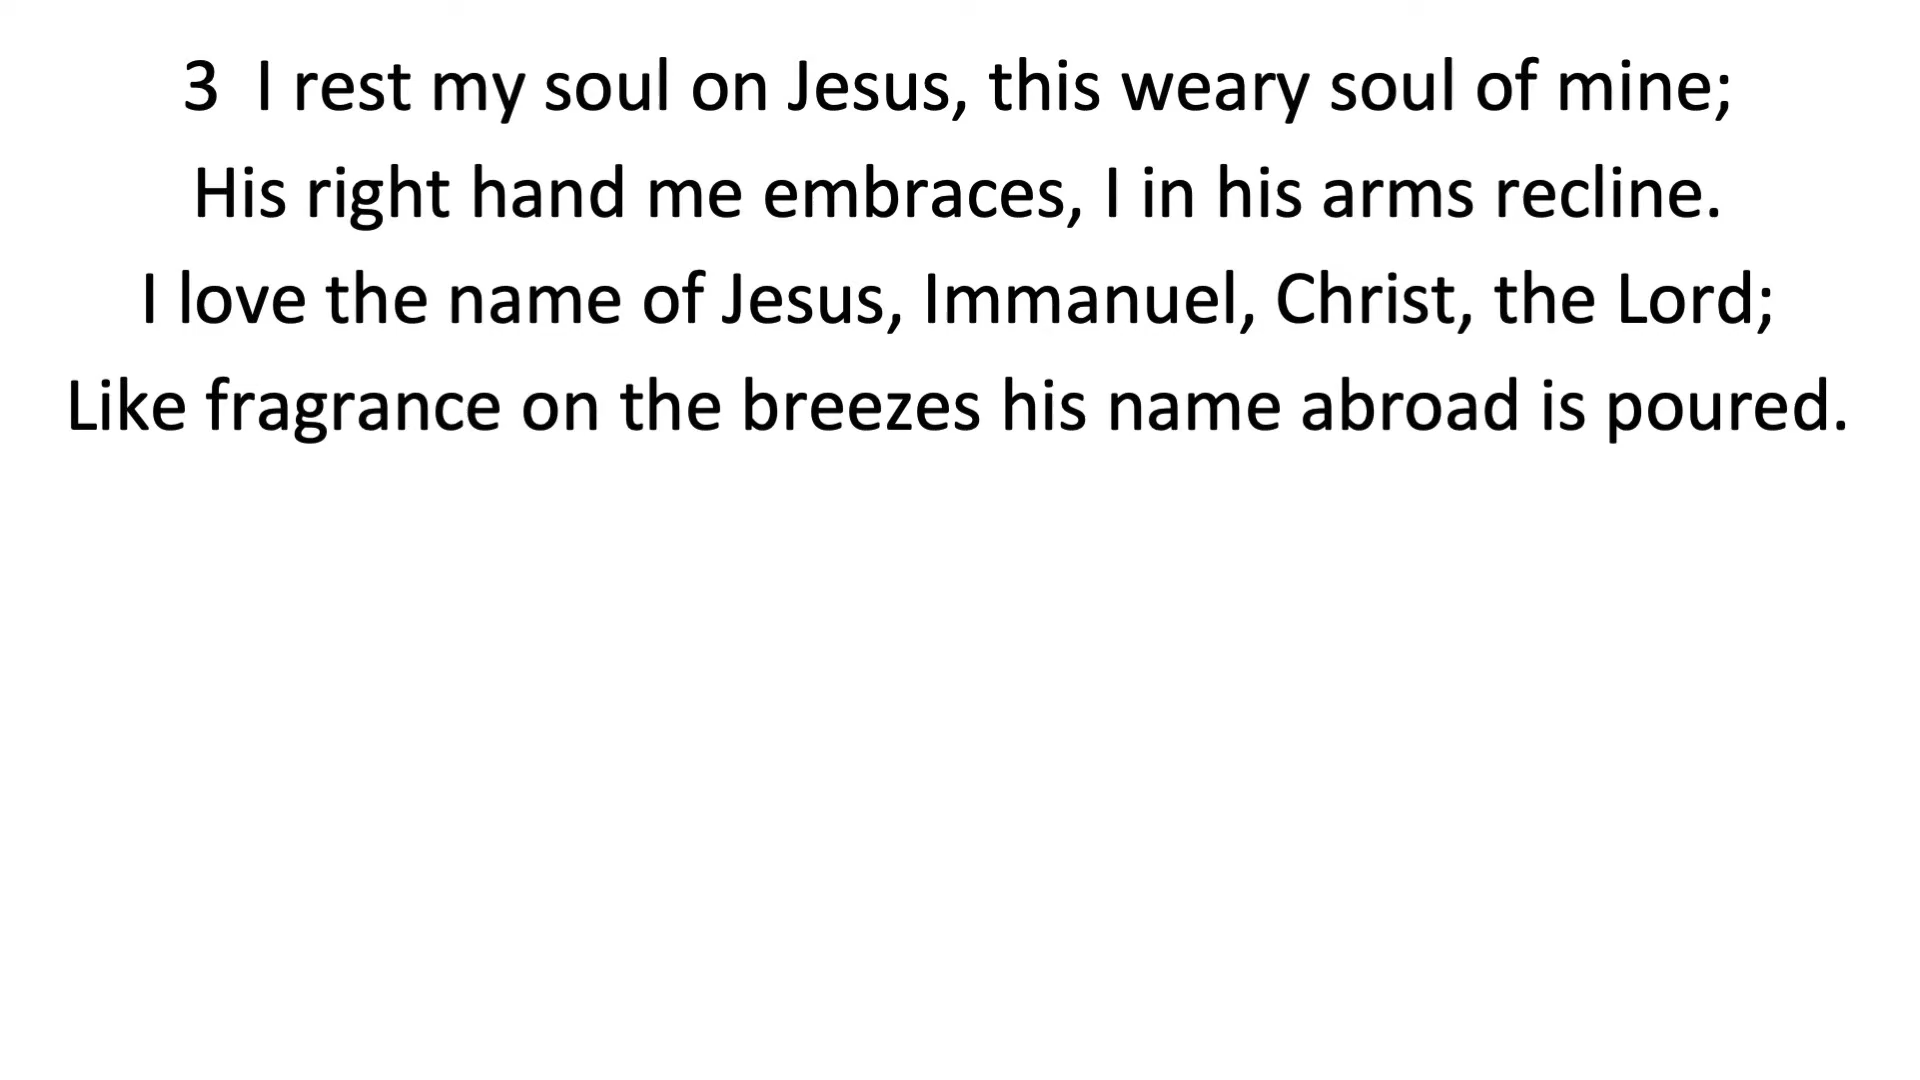 3  I rest my soul on Jesus, this weary soul of mine;
His right hand me embraces, I in his arms recline.
I love the name of Jesus, Immanuel, Christ, the Lord;
Like fragrance on the breezes his name abroad is poured.